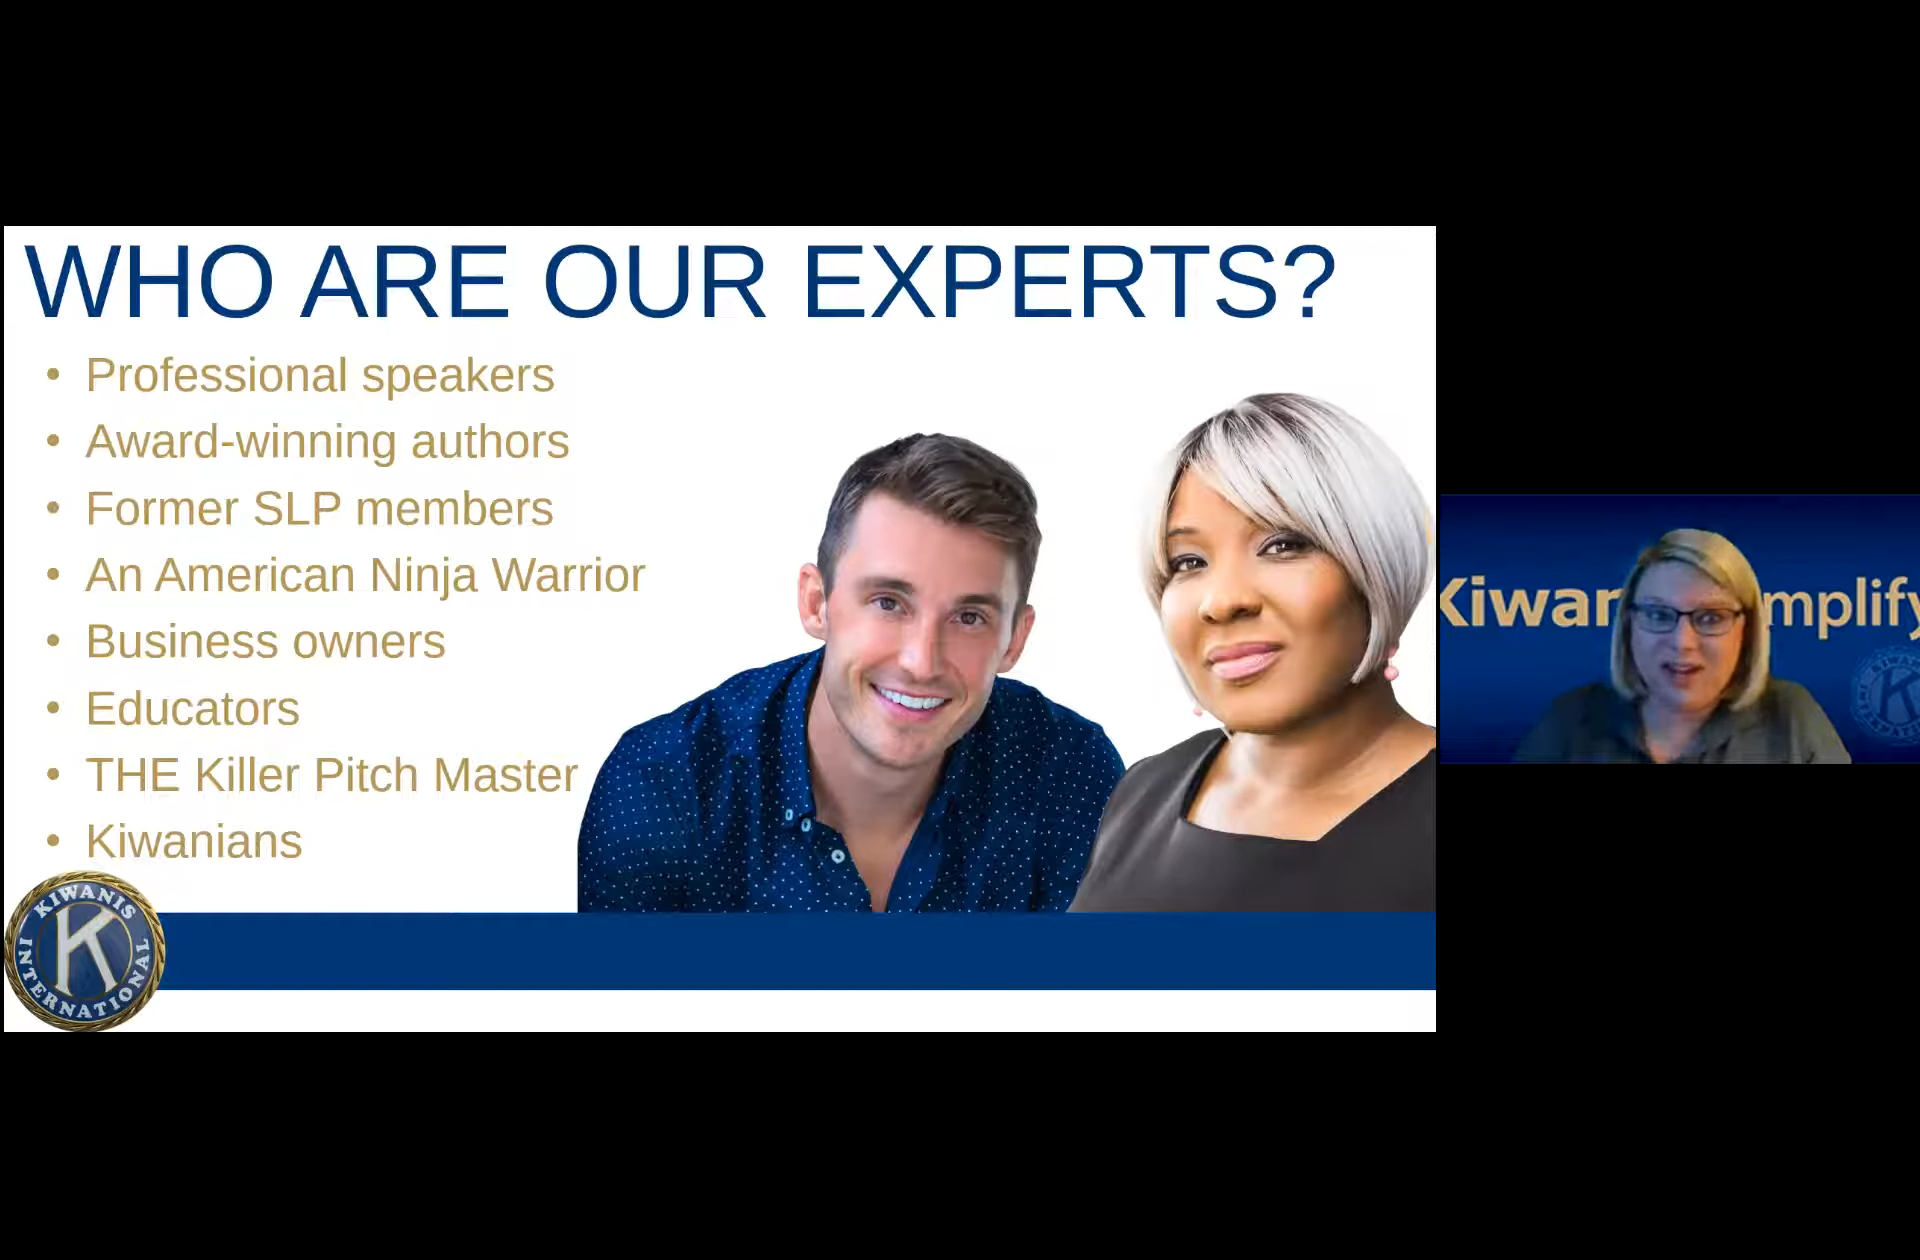 WHO ARE OUR EXPERTS?
• Professional speakers
• Award-winning authors
• Former SLP members
• An American Ninja Warrior
• Business owners
• Educators
• THE Killer Pitch Master
• Kiwanians
KIWANIS
K
INTERNATIONAL
Kiwan mplify
K